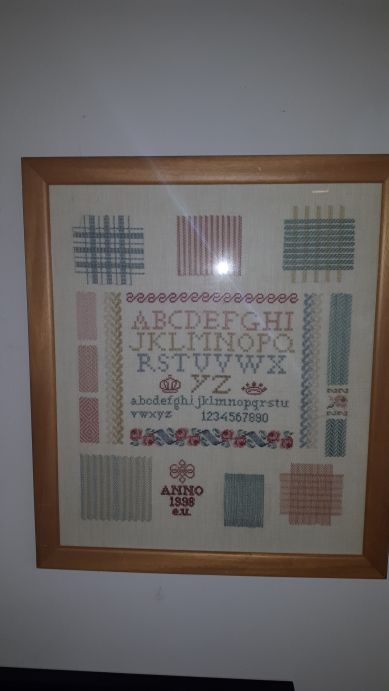 ABCDEFGHI
JKLMNOPQ
RSTUVWX
YZ
abcdefghijklmnopqrstu
vwxyz 1234567890
ANNO
1998
e.u.